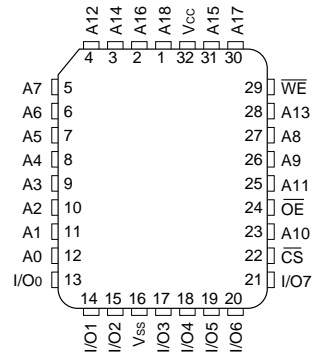 A12 A14 A16 A18 Vcc A15 A17
4 3 2 1 32 31 30
A7 5 29 W̅E̅
A6 6 28 A13
A5 7 27 A8
A4 8 26 A9
A3 9 25 A11
A2 10 24 O̅E̅
A1 11 23 A10
A0 12 22 C̅S̅
I/O0 13 21 I/O7
14 15 16 17 18 19 20
I/O1 I/O2 Vss I/O3 I/O4 I/O5 I/O6